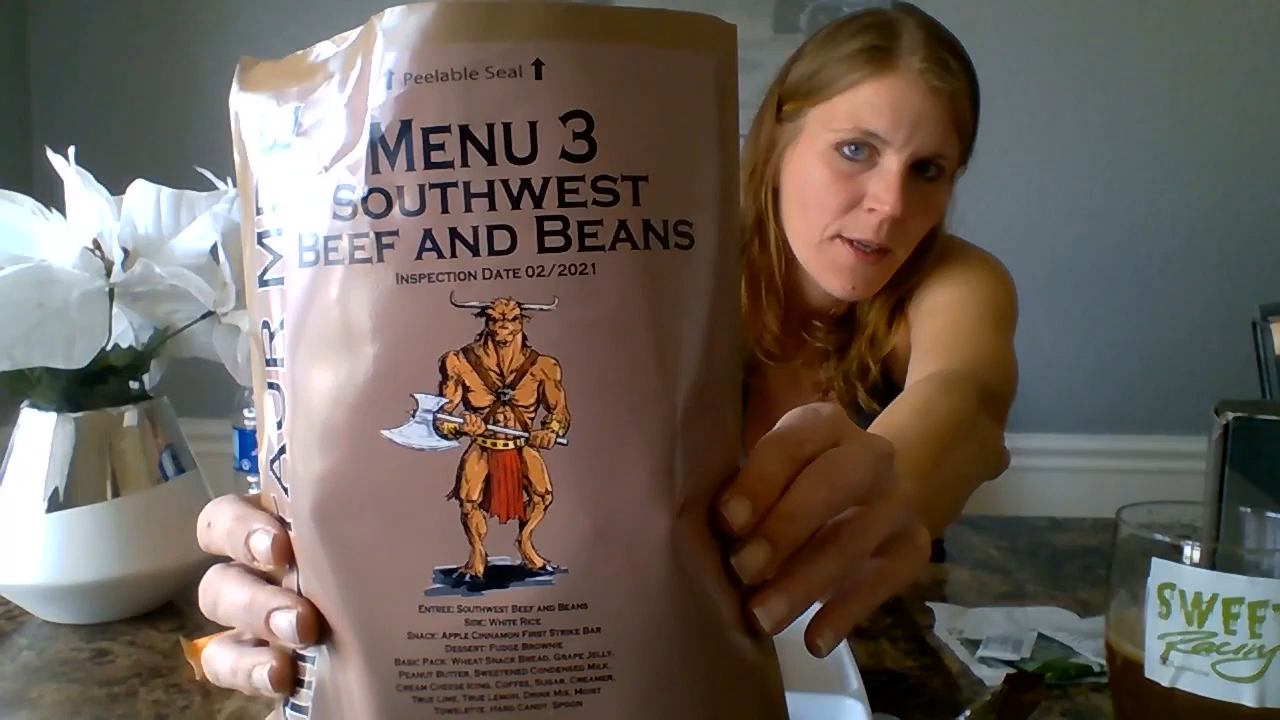 Peelable Seal
MENU 3
SOUTHWEST
BEEF AND BEANS
INSPECTION DATE 02/2021
ENTREE: SOUTHWEST BEEF AND BEANS
SIDE: WHITE RICE
SNACK: APPLE CINNAMON FIRST STRIKE BAR
DESSERT: FUDGE BROWNIE
BASIC PACK: WHEAT SNACK BREAD, GRAPE JELLY,
PEANUT BUTTER, SWEETENED CONDENSED MILK,
CREAM CHEESE ICING, COFFEE, SUGAR, CREAMER,
TRUE LIME, TRUE LEMON, DRINK MIX, MOIST
TOWELETTE, HARD CANDY, SPOON
SWEET
Racing